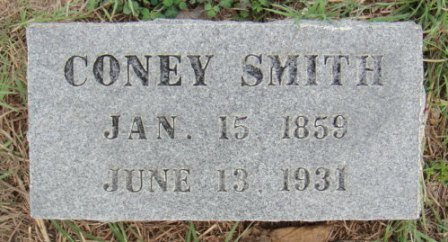 CONEY SMITH
JAN. 15 1859
JUNE 13 1931